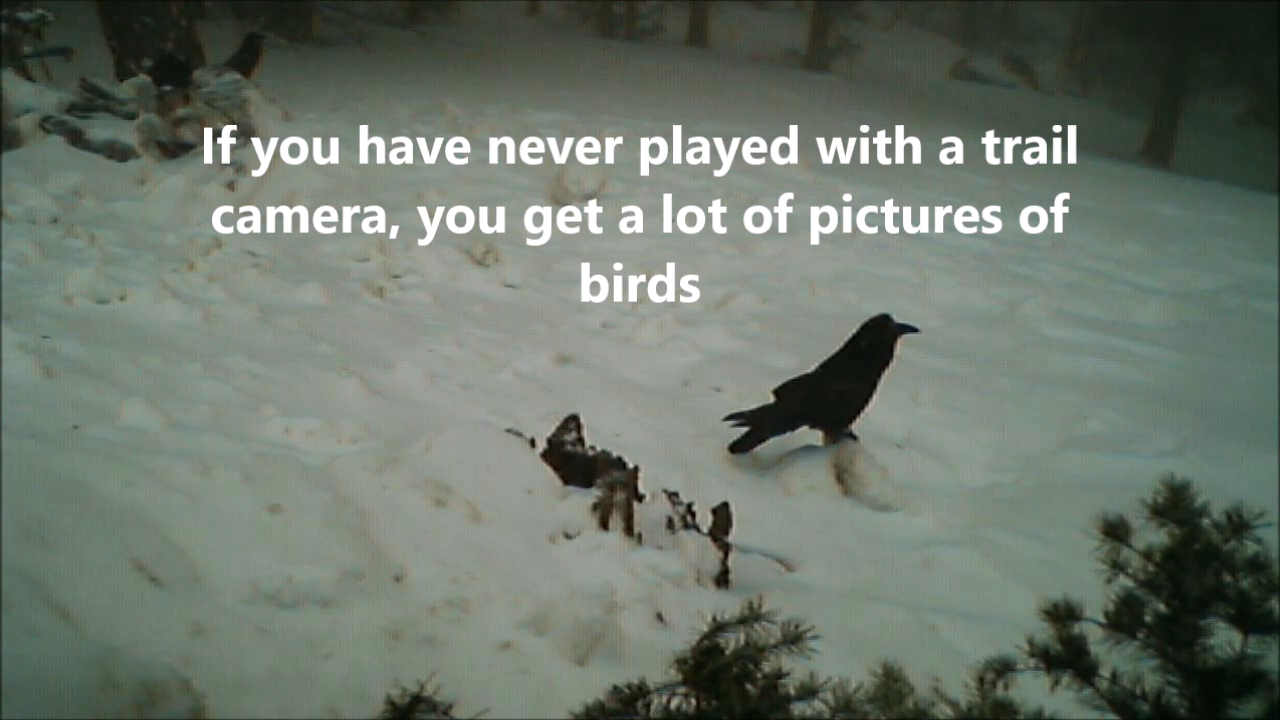 If you have never played with a trail
camera, you get a lot of pictures of
birds